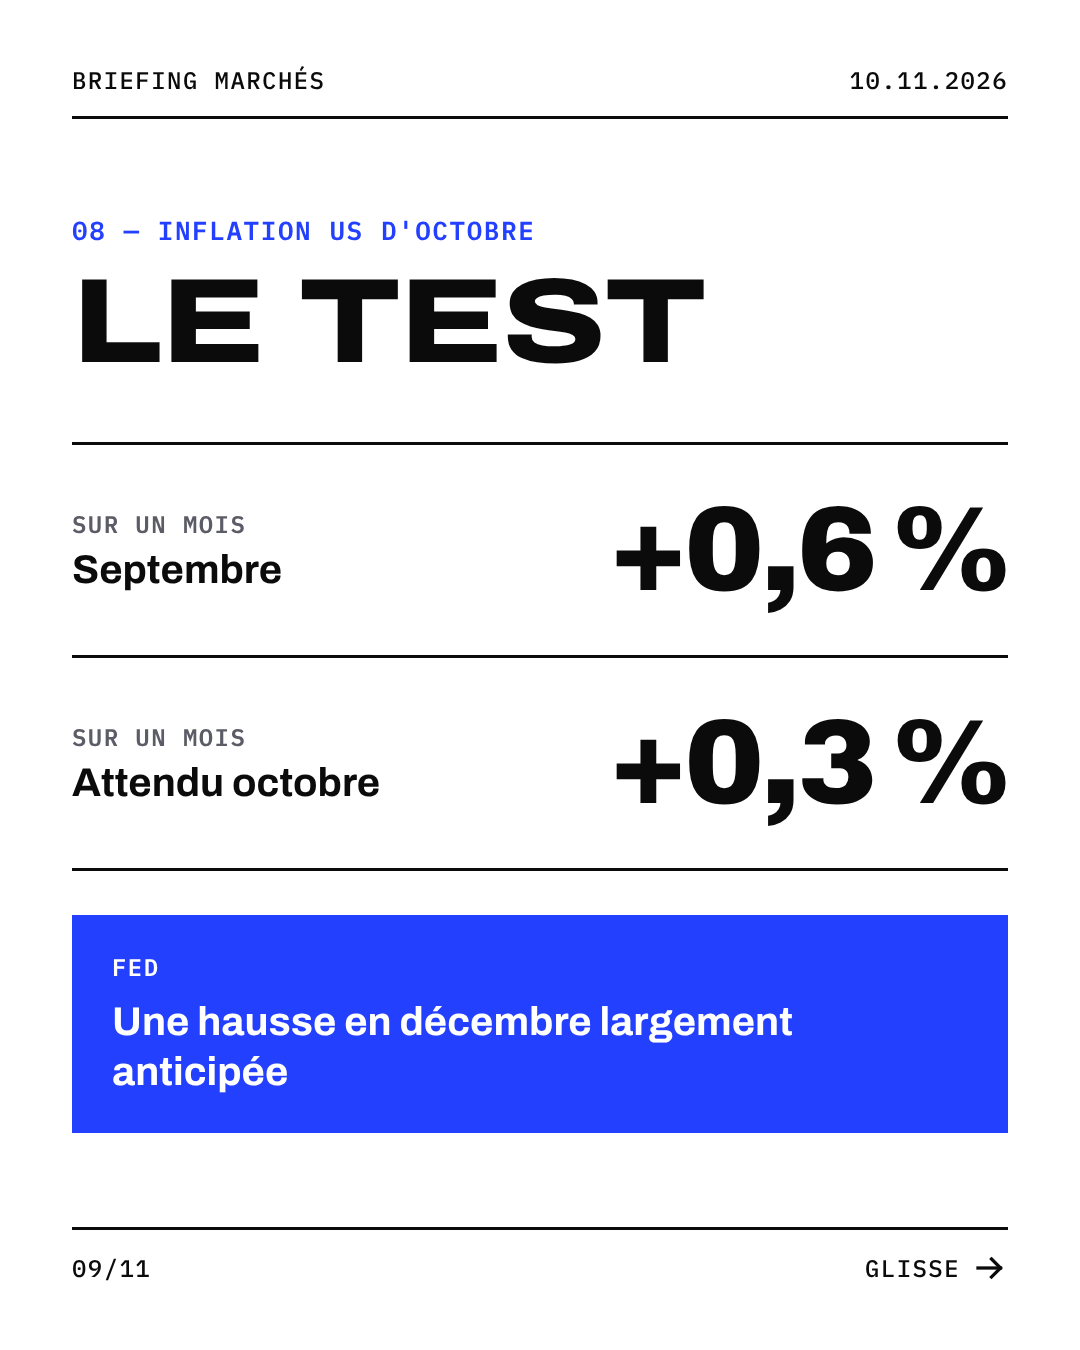 BRIEFING MARCHÉS
10.11.2026
08 — INFLATION US D'OCTOBRE
LE TEST
SUR UN MOIS
Septembre
+0,6 %
SUR UN MOIS
Attendu octobre
+0,3 %
FED
Une hausse en décembre largement
anticipée
09/11
GLISSE →